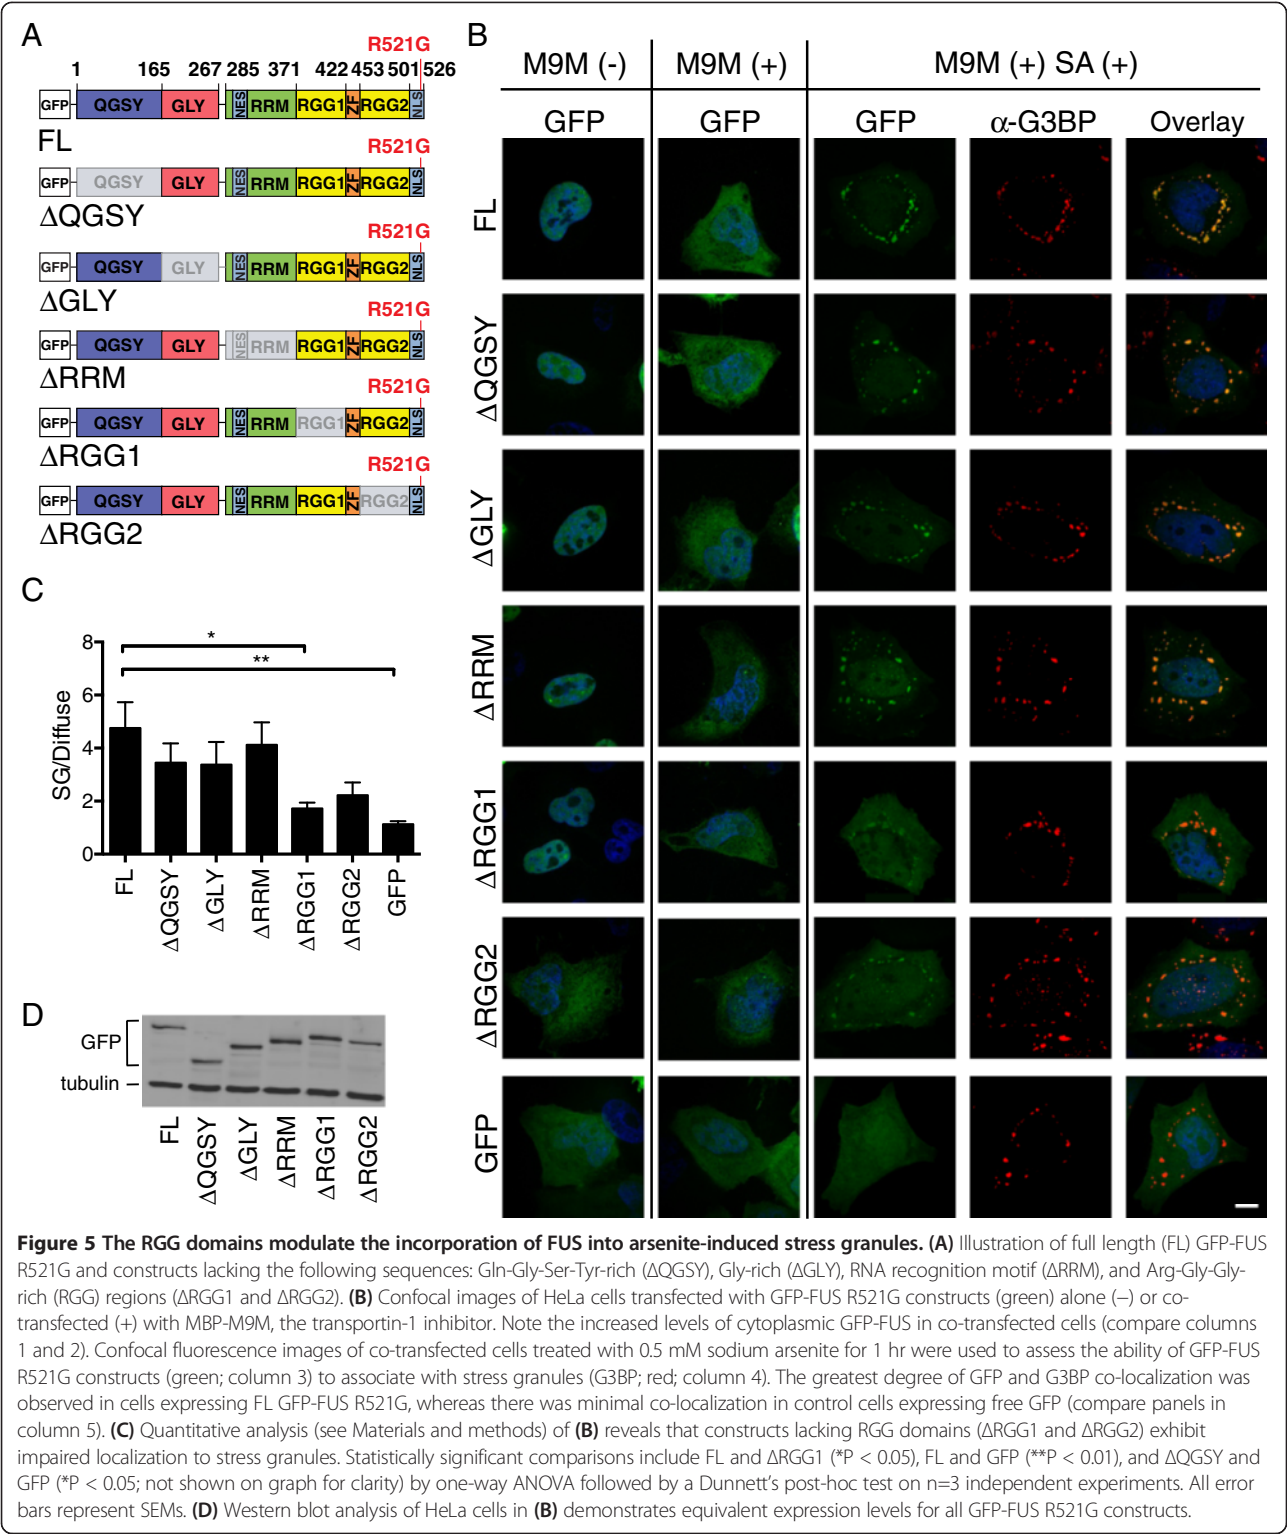 A
R521G
1 165 267 285 371 422 453 501 526
GFP QGSY GLY NES RRM RGG1 ZF RGG2 NLS
FL
R521G
GFP QGSY GLY NES RRM RGG1 ZF RGG2 NLS
ΔQGSY
R521G
GFP QGSY GLY NES RRM RGG1 ZF RGG2 NLS
ΔGLY
R521G
GFP QGSY GLY NES RRM RGG1 ZF RGG2 NLS
ΔRRM
R521G
GFP QGSY GLY NES RRM RGG1 ZF RGG2 NLS
ΔRGG1
R521G
GFP QGSY GLY NES RRM RGG1 ZF RGG2 NLS
ΔRGG2
B
M9M (-) M9M (+) M9M (+) SA (+)
GFP GFP GFP α-G3BP Overlay
FL
ΔQGSY
ΔGLY
ΔRRM
ΔRGG1
ΔRGG2
GFP
C
SG/Diffuse
8
6
4
2
0
*
**
FL ΔQGSY ΔGLY ΔRRM ΔRGG1 ΔRGG2 GFP
D
GFP
tubulin
FL ΔQGSY ΔGLY ΔRRM ΔRGG1 ΔRGG2
Figure 5 The RGG domains modulate the incorporation of FUS into arsenite-induced stress granules. (A) Illustration of full length (FL) GFP-FUS
R521G and constructs lacking the following sequences: Gln-Gly-Ser-Tyr-rich (ΔQGSY), Gly-rich (ΔGLY), RNA recognition motif (ΔRRM), and Arg-Gly-Gly-
rich (RGG) regions (ΔRGG1 and ΔRGG2). (B) Confocal images of HeLa cells transfected with GFP-FUS R521G constructs (green) alone (−) or co-
transfected (+) with MBP-M9M, the transportin-1 inhibitor. Note the increased levels of cytoplasmic GFP-FUS in co-transfected cells (compare columns
1 and 2). Confocal fluorescence images of co-transfected cells treated with 0.5 mM sodium arsenite for 1 hr were used to assess the ability of GFP-FUS
R521G constructs (green; column 3) to associate with stress granules (G3BP; red; column 4). The greatest degree of GFP and G3BP co-localization was
observed in cells expressing FL GFP-FUS R521G, whereas there was minimal co-localization in control cells expressing free GFP (compare panels in
column 5). (C) Quantitative analysis (see Materials and methods) of (B) reveals that constructs lacking RGG domains (ΔRGG1 and ΔRGG2) exhibit
impaired localization to stress granules. Statistically significant comparisons include FL and ΔRGG1 (*P < 0.05), FL and GFP (**P < 0.01), and ΔQGSY and
GFP (*P < 0.05; not shown on graph for clarity) by one-way ANOVA followed by a Dunnett's post-hoc test on n=3 independent experiments. All error
bars represent SEMs. (D) Western blot analysis of HeLa cells in (B) demonstrates equivalent expression levels for all GFP-FUS R521G constructs.